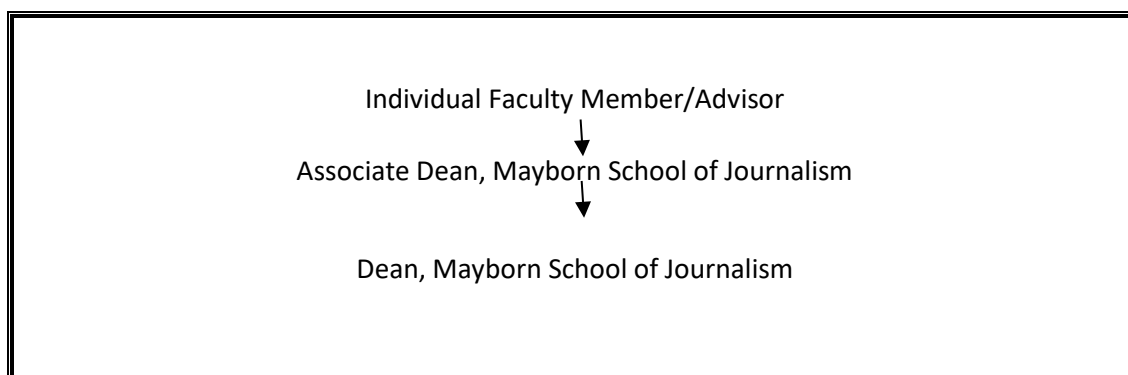 Individual Faculty Member/Advisor
Associate Dean, Mayborn School of Journalism
Dean, Mayborn School of Journalism